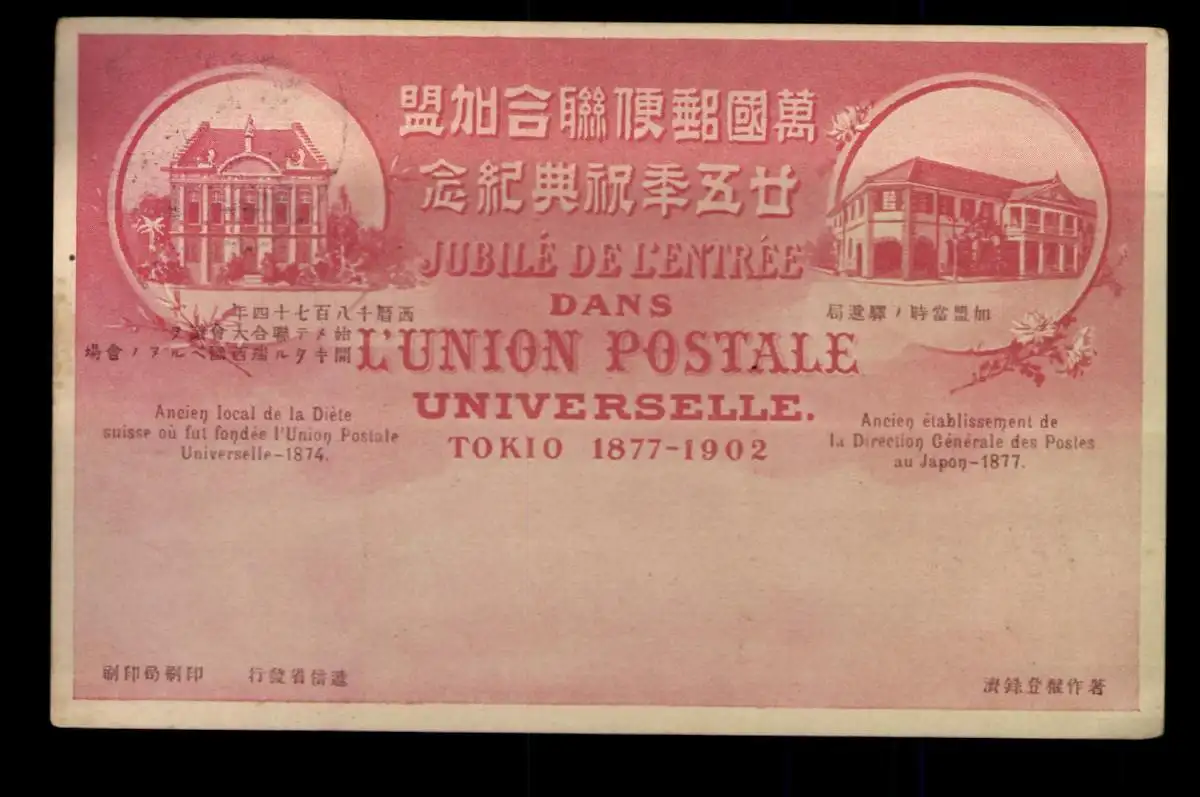 萬國郵便聯合加盟
廿五秊祝典紀念
JUBILÉ DE L'ENTRÉE
DANS
L'UNION POSTALE
UNIVERSELLE.
TOKIO 1877-1902
西曆千八百七十四年
始メテ聯合大會議ヲ
開キタル瑞西國ベルヌノ會場
Ancien local de la Diète
suisse où fut fondée l'Union Postale
Universelle-1874.
加盟當時ノ驛遞局
Ancien établissement de
la Direction Générale des Postes
au Japon-1877.
著作權登錄濟
遞信省發行
印刷局印刷